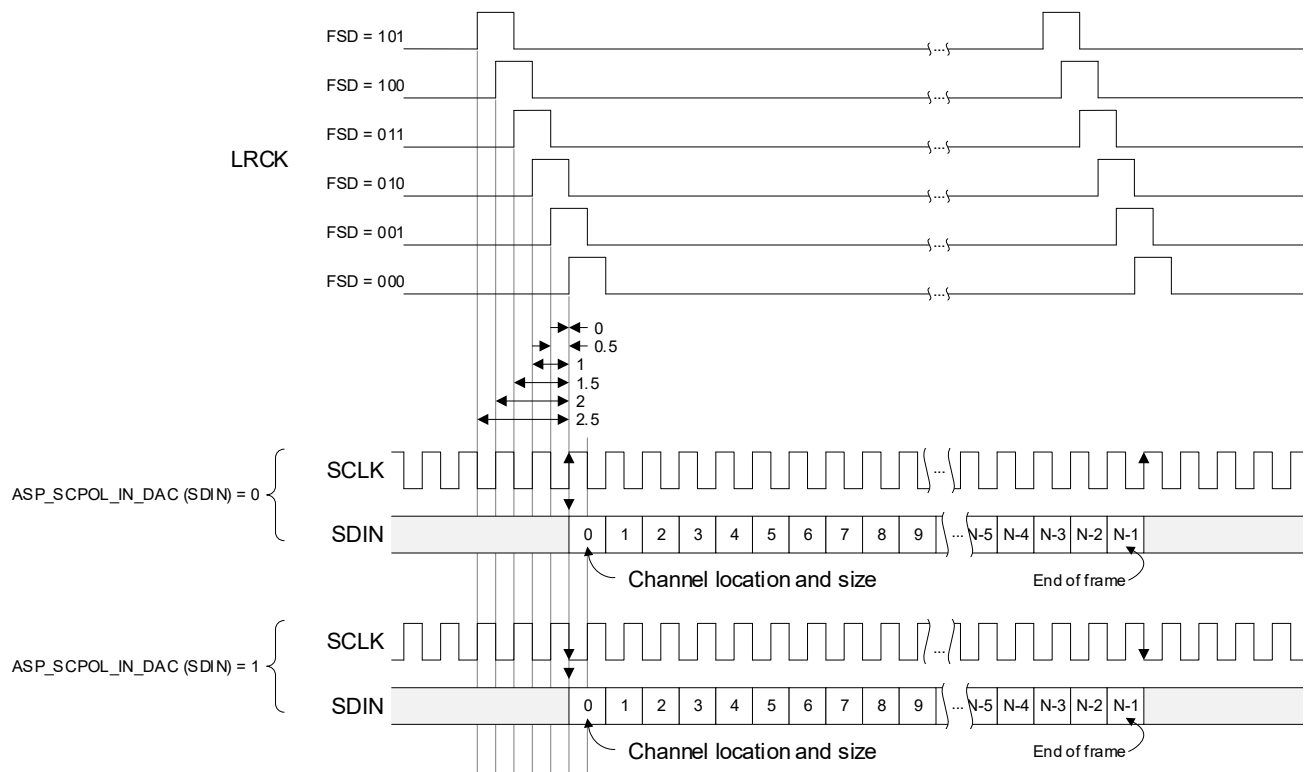 FSD = 101
FSD = 100
FSD = 011
LRCK
FSD = 010
FSD = 001
FSD = 000
...
...
...
...
...
...
...
...
...
...
...
...
0
0.5
1
1.5
2
2.5
ASP_SCPOL_IN_DAC (SDIN) = 0
SCLK
...
SDIN
0 1 2 3 4 5 6 7 8 9 ... N-5 N-4 N-3 N-2 N-1
Channel location and size
End of frame
ASP_SCPOL_IN_DAC (SDIN) = 1
SCLK
...
SDIN
0 1 2 3 4 5 6 7 8 9 ... N-5 N-4 N-3 N-2 N-1
Channel location and size
End of frame